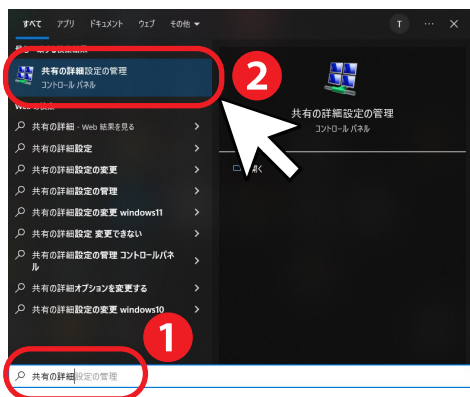 すべて アプリ ドキュメント ウェブ その他
T
共有の詳細設定の管理
コントロール パネル
2
共有の詳細設定の管理
コントロール パネル
共有の詳細 - Web 結果を見る
共有の詳細設定
共有の詳細設定の変更
共有の詳細設定の管理
共有の詳細設定の変更 windows11
共有の詳細設定 変更できない
共有の詳細設定の管理 コントロールパネ
ル
共有の詳細オプションを変更する
共有の詳細設定の変更 windows10
1
共有の詳細設定の管理